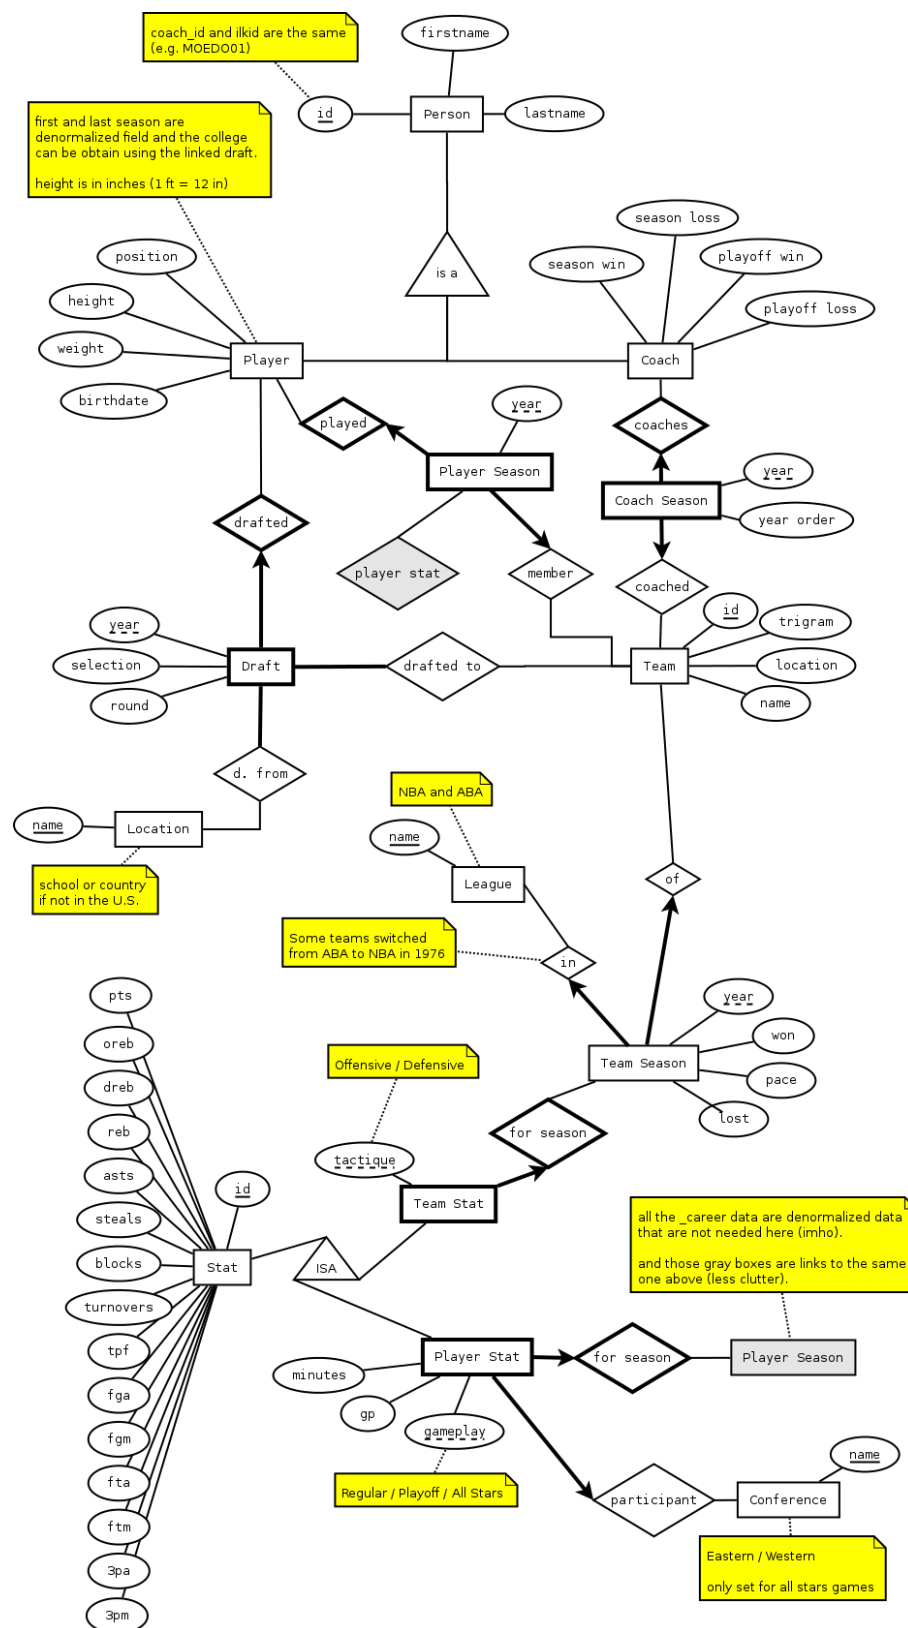 coach_id and ilkid are the same
(e.g. MOEDO01)
firstname
id
Person
lastname
first and last season are
denormalized field and the college
can be obtain using the linked draft.
height is in inches (1 ft = 12 in)
season loss
position
season win
playoff win
is a
height
playoff loss
weight
Player
Coach
birthdate
year
played
coaches
Player Season
year
Coach Season
drafted
year order
player stat
member
coached
year
id
trigram
selection
Draft
drafted to
Team
location
round
name
d. from
NBA and ABA
name
Location
name
League
school or country
if not in the U.S.
of
Some teams switched
from ABA to NBA in 1976
in
pts
year
oreb
won
Offensive / Defensive
Team Season
dreb
pace
reb
for season
lost
tactique
asts
id
Team Stat
steals
all the _career data are denormalized data
that are not needed here (imho).
and those gray boxes are links to the same
one above (less clutter).
blocks
Stat
ISA
turnovers
tpf
Player Stat
for season
Player Season
minutes
fga
gp
gameplay
fgm
name
fta
Regular / Playoff / All Stars
participant
Conference
ftm
Eastern / Western
only set for all stars games
3pa
3pm